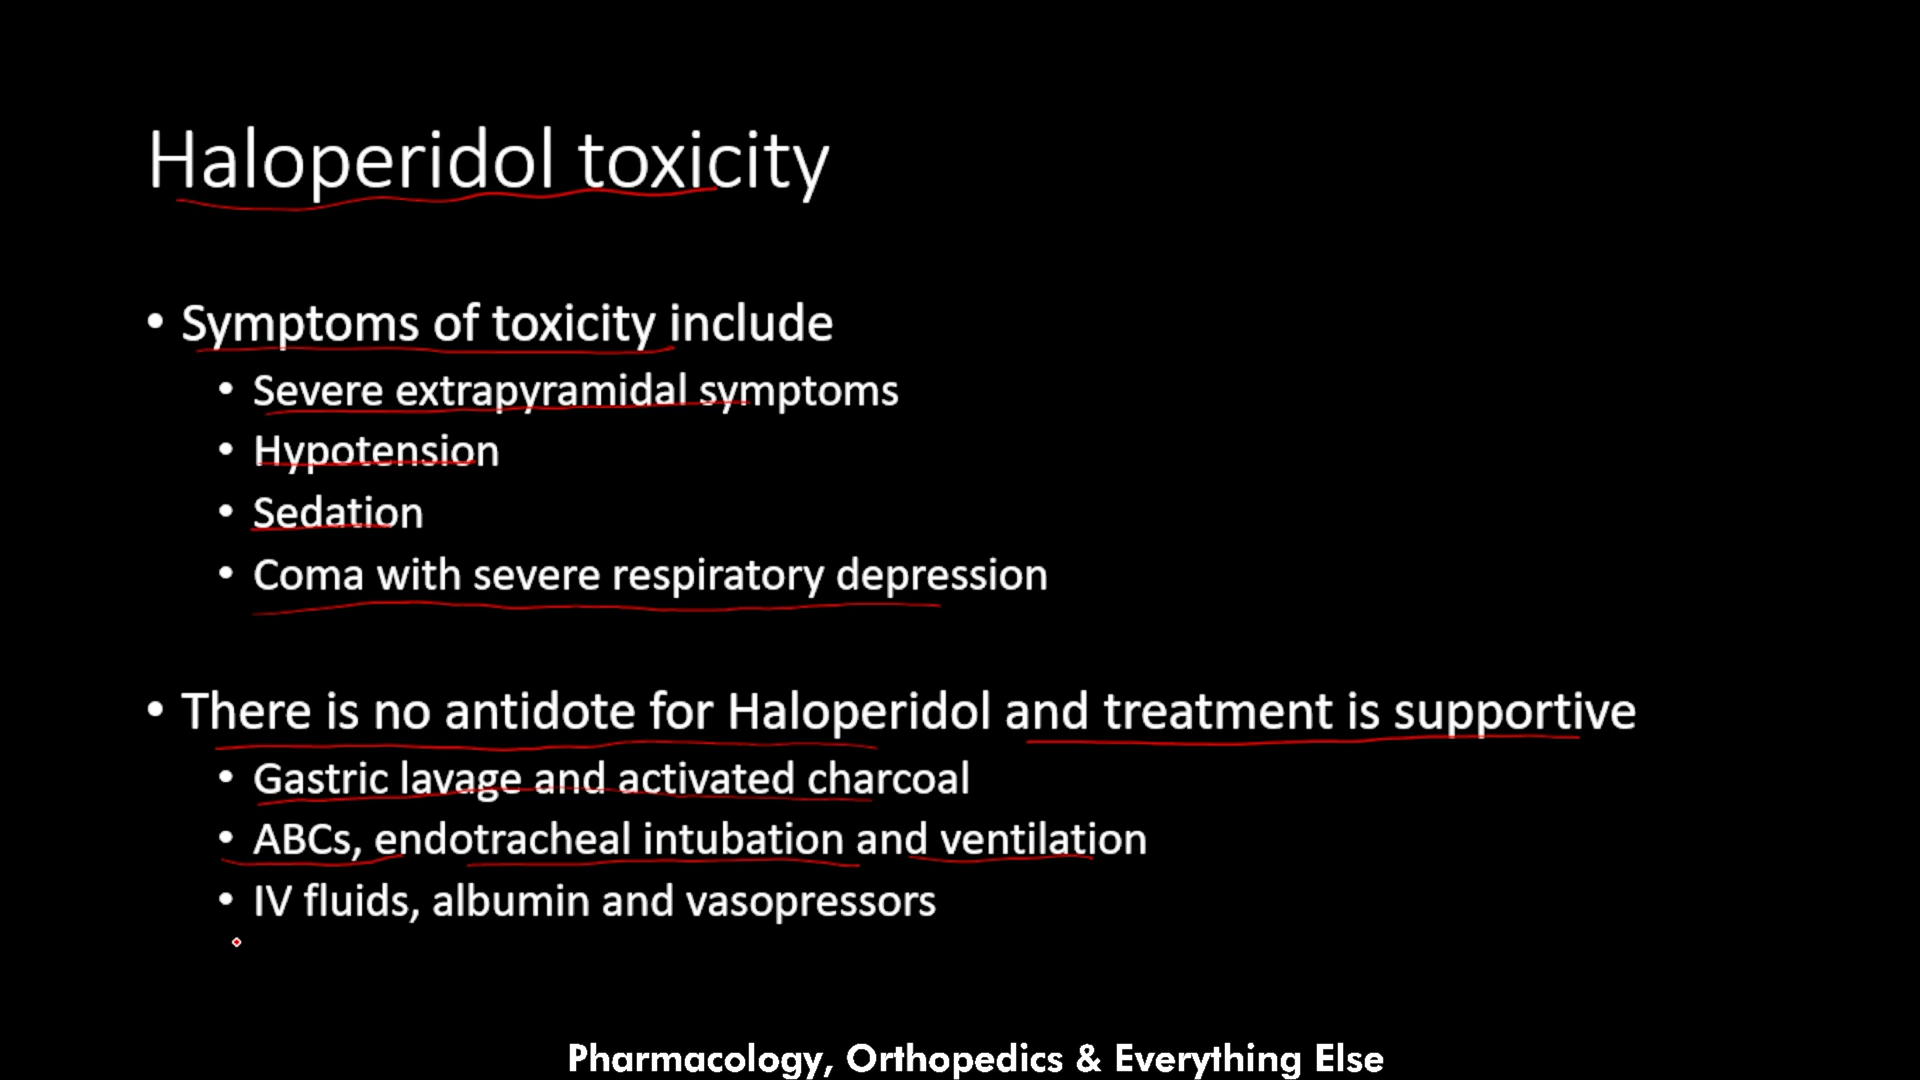 Haloperidol toxicity
• Symptoms of toxicity include
• Severe extrapyramidal symptoms
• Hypotension
• Sedation
• Coma with severe respiratory depression
• There is no antidote for Haloperidol and treatment is supportive
• Gastric lavage and activated charcoal
• ABCs, endotracheal intubation and ventilation
• IV fluids, albumin and vasopressors
Pharmacology, Orthopedics & Everything Else